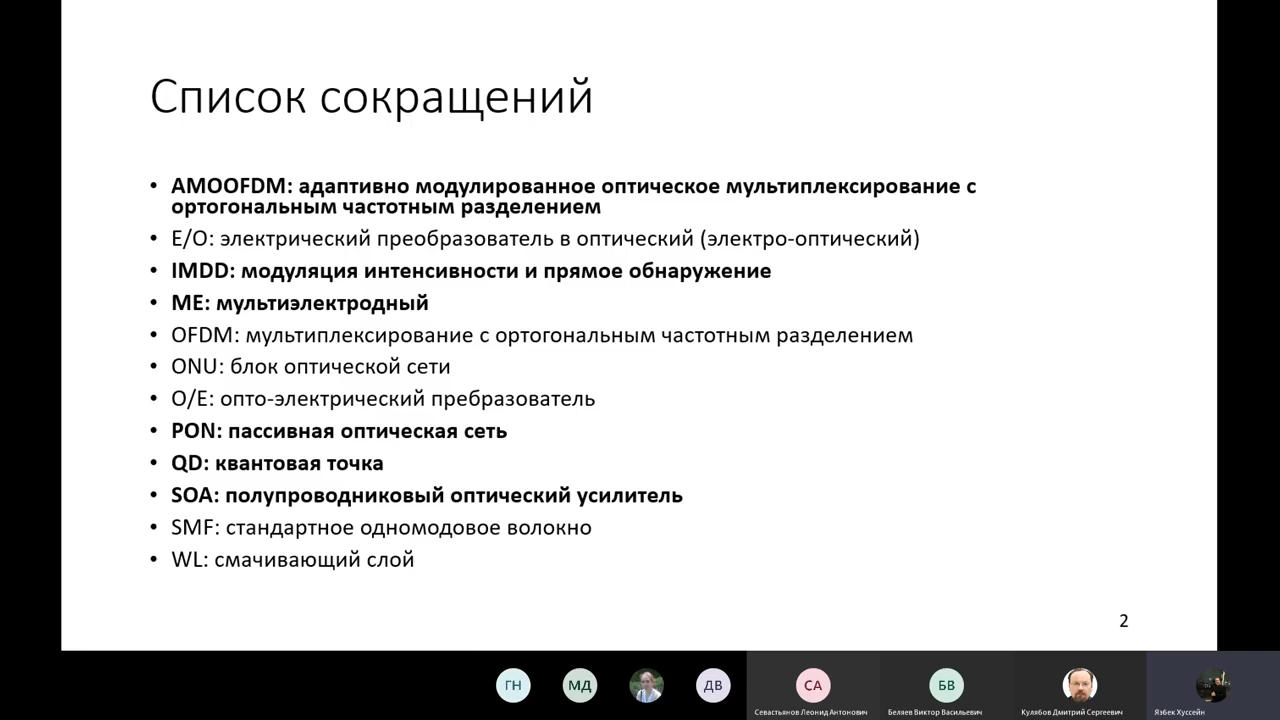 Список сокращений
• AMOOFDM: адаптивно модулированное оптическое мультиплексирование с
ортогональным частотным разделением
• E/O: электрический преобразователь в оптический (электро-оптический)
• IMDD: модуляция интенсивности и прямое обнаружение
• ME: мультиэлектродный
• OFDM: мультиплексирование с ортогональным частотным разделением
• ONU: блок оптической сети
• O/E: опто-электрический пребразователь
• PON: пассивная оптическая сеть
• QD: квантовая точка
• SOA: полупроводниковый оптический усилитель
• SMF: стандартное одномодовое волокно
• WL: смачивающий слой
2
ГН МД ДВ СА БВ
Севастьянов Леонид Антонович Беляев Виктор Васильевич Кулябов Дмитрий Сергеевич Язбек Хуссейн